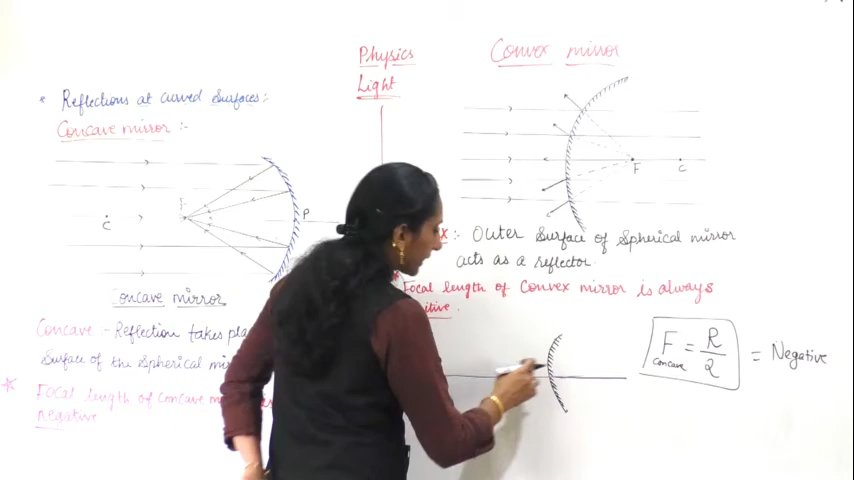 Physics
Light
* Reflections at curved surfaces:
Concave mirror :-
F
C
P
Concave mirror
Concave :- Reflection takes
Surface of the Spherical
* Focal length of concave
negative
Convex mirror
F
C
:- Outer Surface of Spherical mirror
acts as a reflector.
* Focal length of Convex mirror is always
F concave = R/2 = Negative